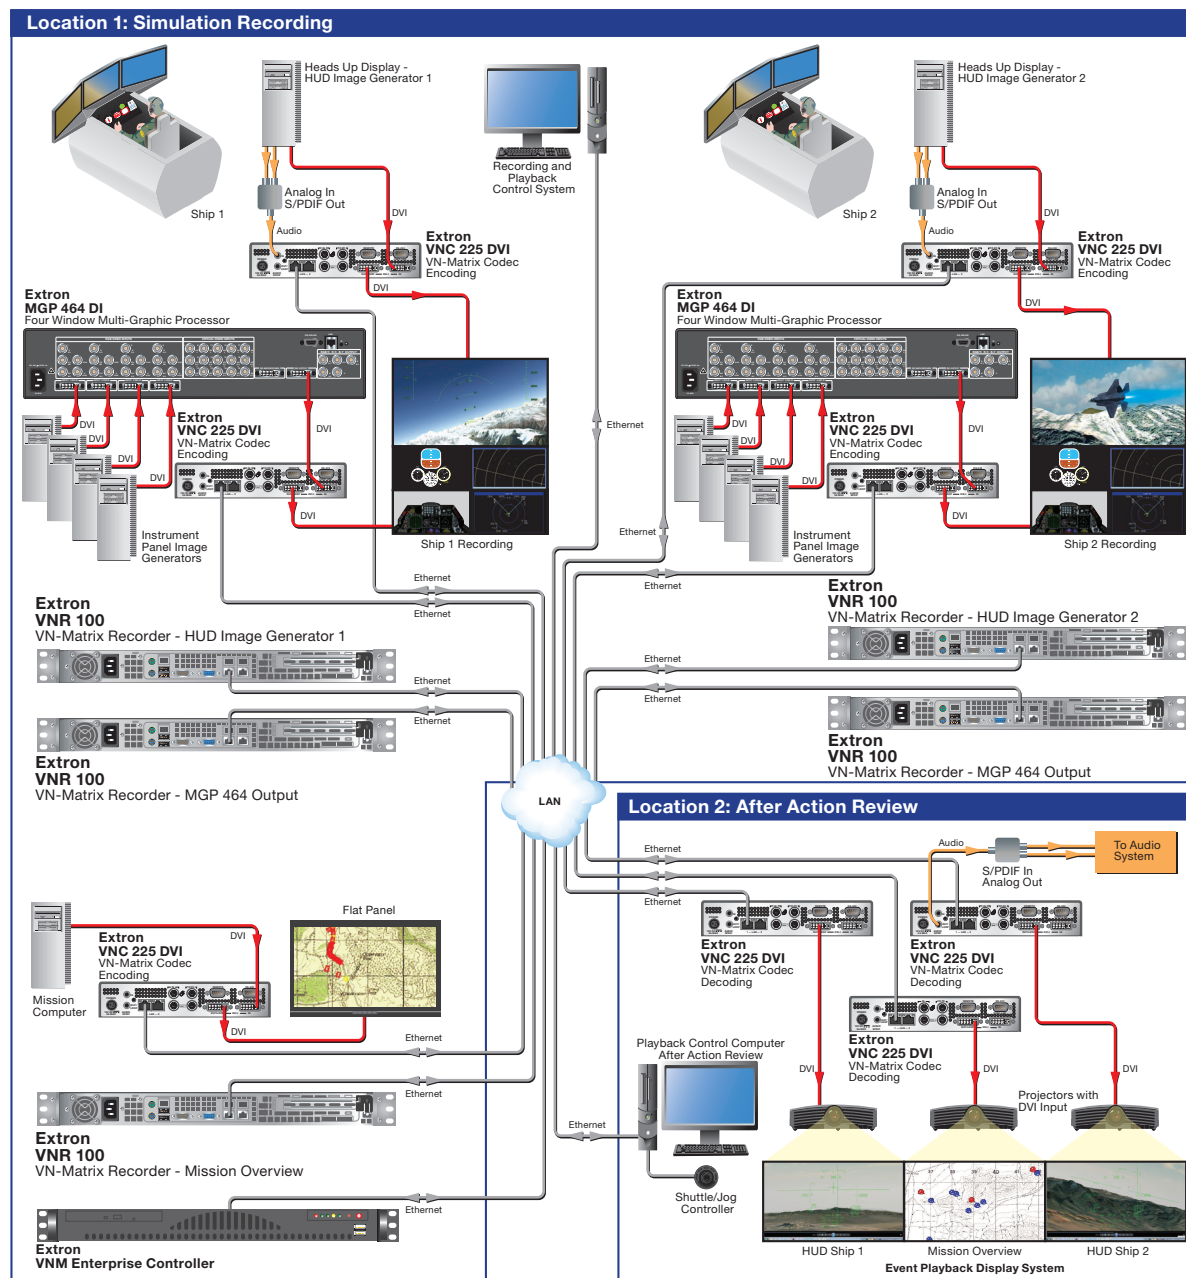 Location 1: Simulation Recording
Heads Up Display -
HUD Image Generator 1
Ship 1
Analog In
S/PDIF Out
DVI
Audio
Extron
VNC 225 DVI
VN-Matrix Codec
Encoding
DVI
Recording and
Playback
Control System
Heads Up Display -
HUD Image Generator 2
Ship 2
Analog In
S/PDIF Out
DVI
Audio
Extron
VNC 225 DVI
VN-Matrix Codec
Encoding
DVI
Extron
MGP 464 DI
Four Window Multi-Graphic Processor
DVI
DVI
DVI
DVI
Extron
VNC 225 DVI
VN-Matrix Codec
Encoding
DVI
DVI
Instrument
Panel Image
Generators
Ship 1 Recording
Ethernet
Extron
MGP 464 DI
Four Window Multi-Graphic Processor
DVI
DVI
DVI
DVI
Extron
VNC 225 DVI
VN-Matrix Codec
Encoding
DVI
DVI
Instrument
Panel Image
Generators
Ship 2 Recording
Ethernet
Ethernet
Ethernet
Ethernet
Extron
VNR 100
VN-Matrix Recorder - HUD Image Generator 1
Ethernet
Ethernet
Extron
VNR 100
VN-Matrix Recorder - MGP 464 Output
Extron
VNR 100
VN-Matrix Recorder - HUD Image Generator 2
Ethernet
Ethernet
Extron
VNR 100
VN-Matrix Recorder - MGP 464 Output
LAN
Mission
Computer
Extron
VNC 225 DVI
VN-Matrix Codec
Encoding
DVI
DVI
Flat Panel
Ethernet
Ethernet
Extron
VNR 100
VN-Matrix Recorder - Mission Overview
Ethernet
Extron
VNM Enterprise Controller
Location 2: After Action Review
Ethernet
Ethernet
Ethernet
Audio
S/PDIF In
Analog Out
To Audio
System
Extron
VNC 225 DVI
VN-Matrix Codec
Decoding
Extron
VNC 225 DVI
VN-Matrix Codec
Decoding
Extron
VNC 225 DVI
VN-Matrix Codec
Decoding
Playback Control Computer
After Action Review
Ethernet
Shuttle/Jog
Controller
DVI
DVI
DVI
Projectors with
DVI Input
HUD Ship 1
Mission Overview
HUD Ship 2
Event Playback Display System